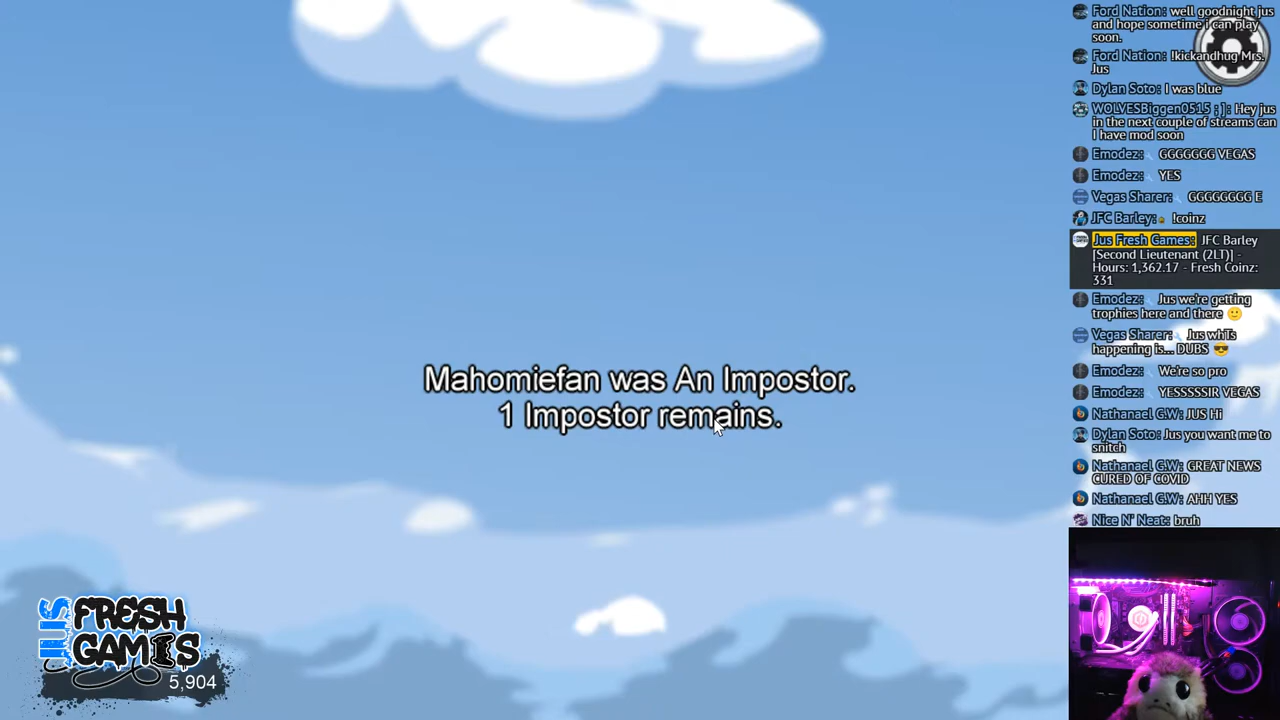 Mahomiefan was An Impostor.
1 Impostor remains.
Ford Nation: well goodnight jus
and hope sometime i can play
soon.
Ford Nation: !kickandhug Mrs.
Jus
Dylan Soto: I was blue
WOLVESBiggen0515 ; ]: Hey jus
in the next couple of streams can
I have mod soon
Emodez: GGGGGGG VEGAS
Emodez: YES
Vegas Sharer: GGGGGGGG E
JFC Barley: !coinz
Jus Fresh Games: JFC Barley
[Second Lieutenant (2LT)] -
Hours: 1,362.17 - Fresh Coinz:
331
Emodez: Jus we're getting
trophies here and there 🙂
Vegas Sharer: Jus whTs
happening is... DUBS 😎
Emodez: We're so pro
Emodez: YESSSSSIR VEGAS
Nathanael G.W: JUS Hi
Dylan Soto: Jus you want me to
snitch
Nathanael G.W: GREAT NEWS
CURED OF COVID
Nathanael G.W: AHH YES
Nice N' Neat: bruh
JUS
FRESH
GAMES
5,904